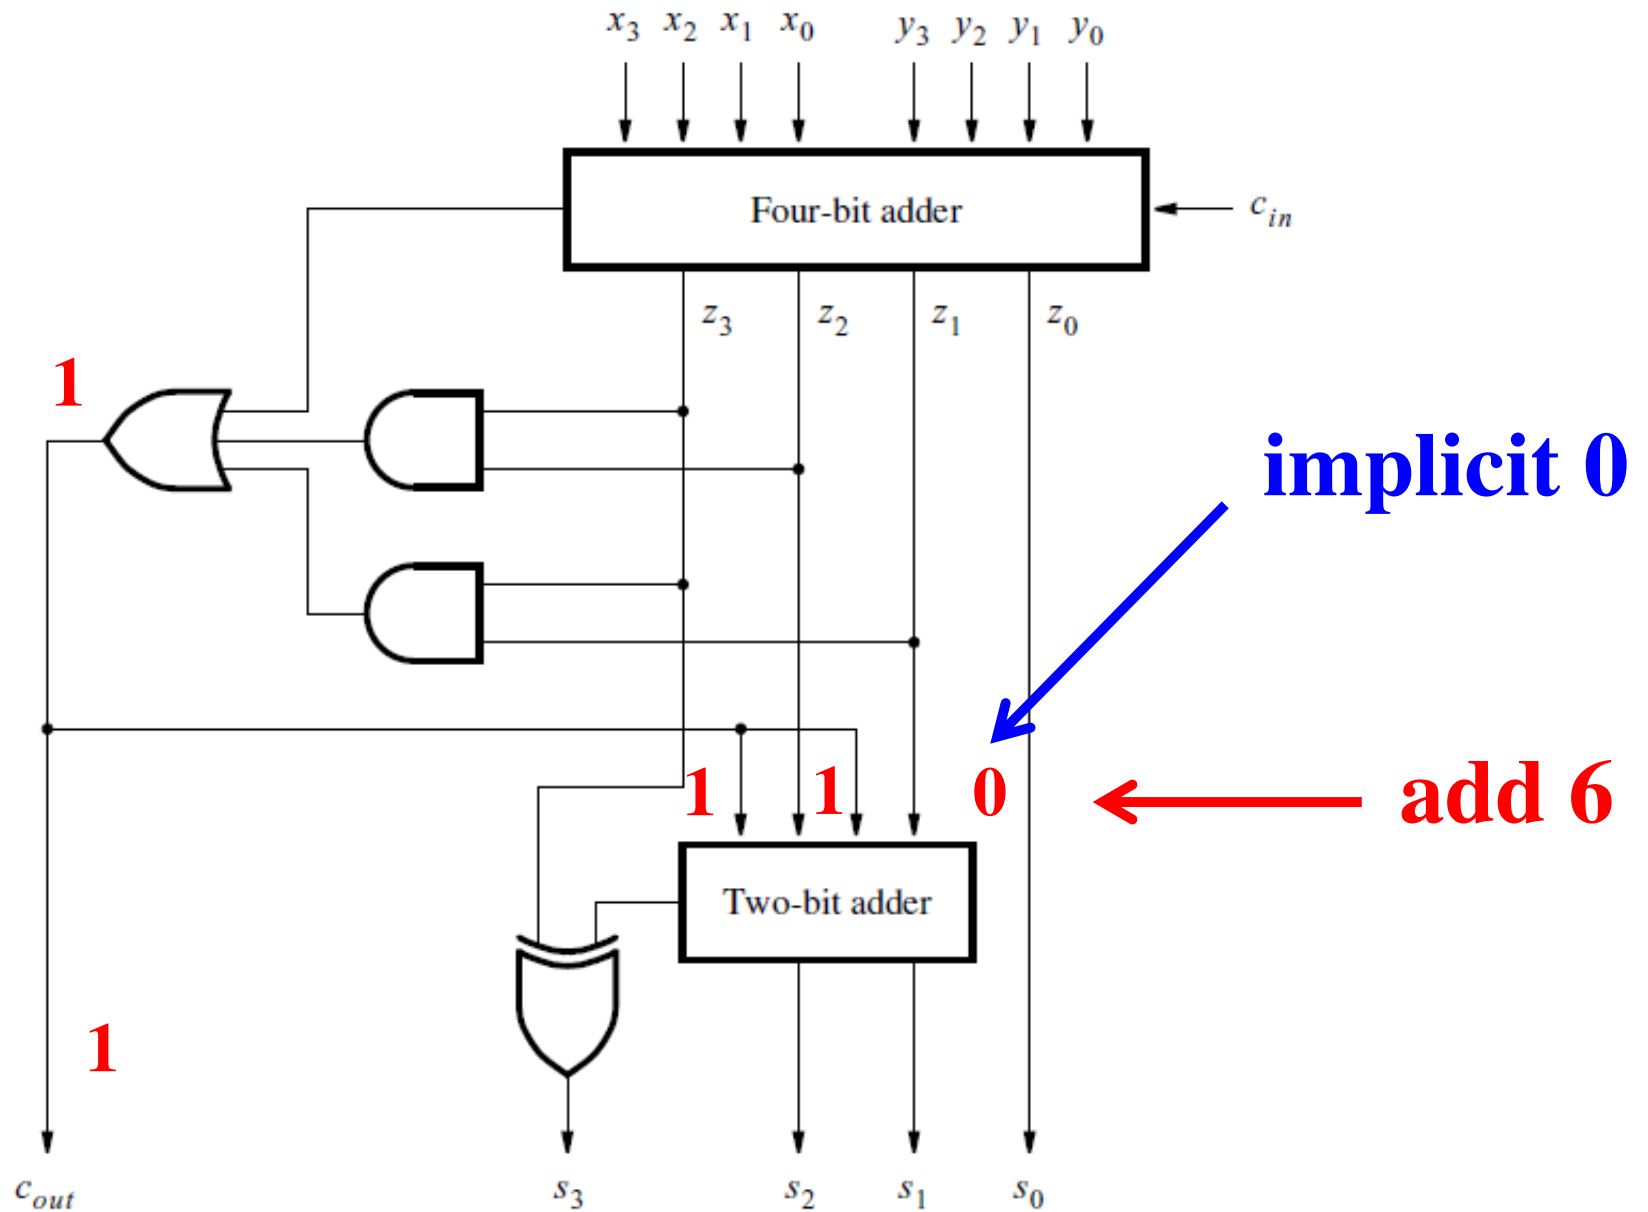 x3 x2 x1 x0 y3 y2 y1 y0
Four-bit adder
cin
z3 z2 z1 z0
1
implicit 0
1 1 0
add 6
Two-bit adder
1
cout s3 s2 s1 s0